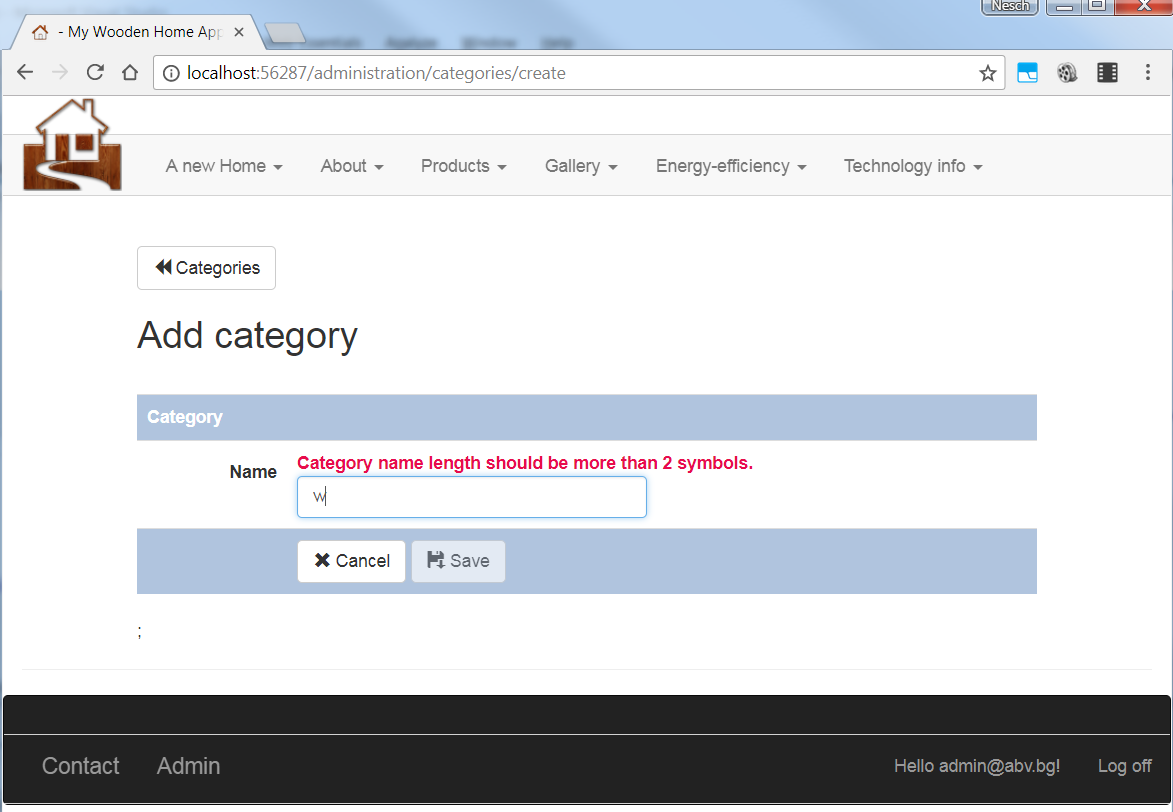 Nesch
- My Wooden Home App
localhost:56287/administration/categories/create
A new Home About Products Gallery Energy-efficiency Technology info
Categories
Add category
Category
Name Category name length should be more than 2 symbols.
w
Cancel Save
;
Contact Admin Hello admin@abv.bg! Log off